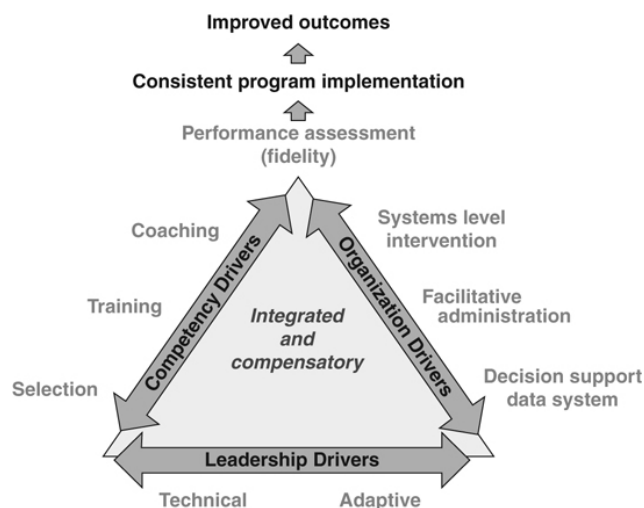 Improved outcomes
Consistent program implementation
Performance assessment
(fidelity)
Coaching
Training
Selection
Competency Drivers
Integrated
and
compensatory
Organization Drivers
Systems level
intervention
Facilitative
administration
Decision support
data system
Leadership Drivers
Technical
Adaptive